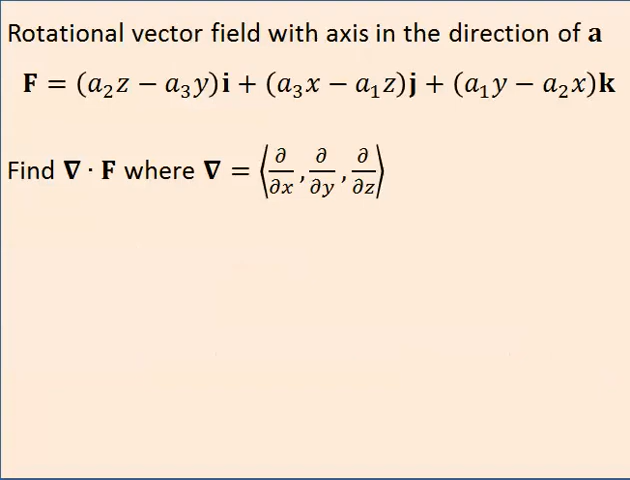 Rotational vector field with axis in the direction of a
F = (a₂z − a₃y)i + (a₃x − a₁z)j + (a₁y − a₂x)k
Find ∇ · F where ∇ = ⟨∂/∂x, ∂/∂y, ∂/∂z⟩